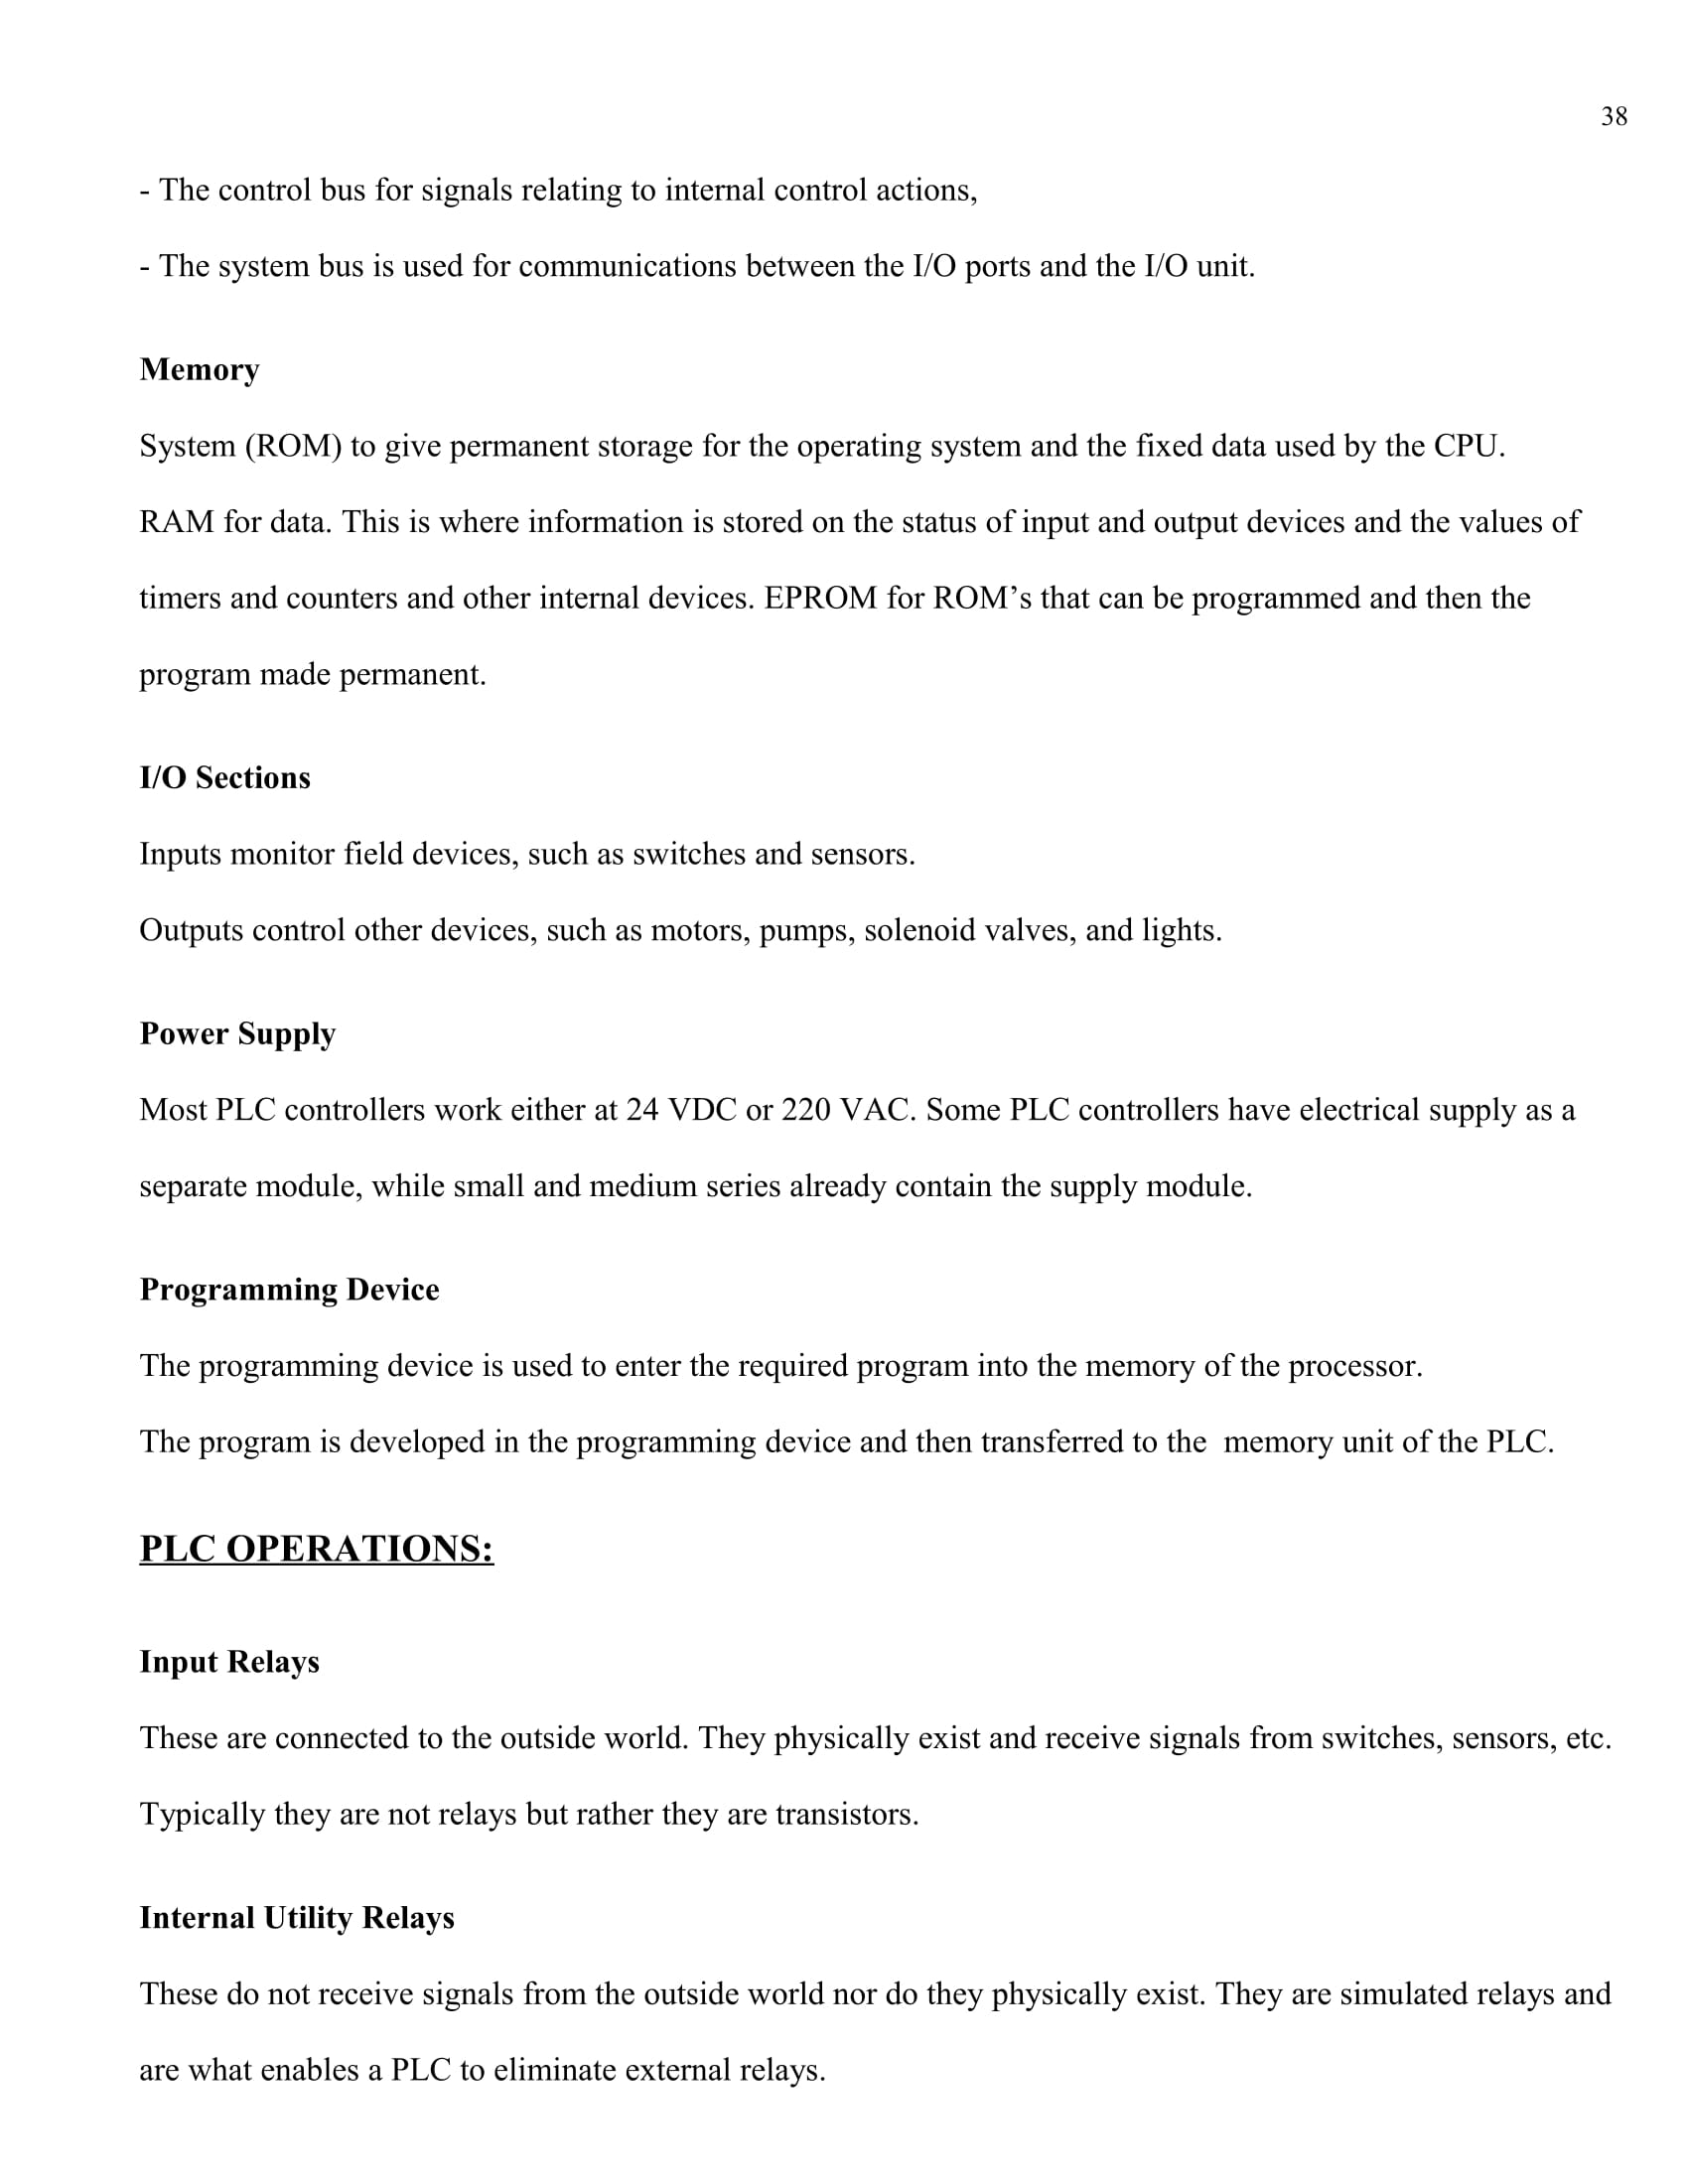 38
- The control bus for signals relating to internal control actions,
- The system bus is used for communications between the I/O ports and the I/O unit.
Memory
System (ROM) to give permanent storage for the operating system and the fixed data used by the CPU.
RAM for data. This is where information is stored on the status of input and output devices and the values of
timers and counters and other internal devices. EPROM for ROM’s that can be programmed and then the
program made permanent.
I/O Sections
Inputs monitor field devices, such as switches and sensors.
Outputs control other devices, such as motors, pumps, solenoid valves, and lights.
Power Supply
Most PLC controllers work either at 24 VDC or 220 VAC. Some PLC controllers have electrical supply as a
separate module, while small and medium series already contain the supply module.
Programming Device
The programming device is used to enter the required program into the memory of the processor.
The program is developed in the programming device and then transferred to the  memory unit of the PLC.
PLC OPERATIONS:
Input Relays
These are connected to the outside world. They physically exist and receive signals from switches, sensors, etc.
Typically they are not relays but rather they are transistors.
Internal Utility Relays
These do not receive signals from the outside world nor do they physically exist. They are simulated relays and
are what enables a PLC to eliminate external relays.